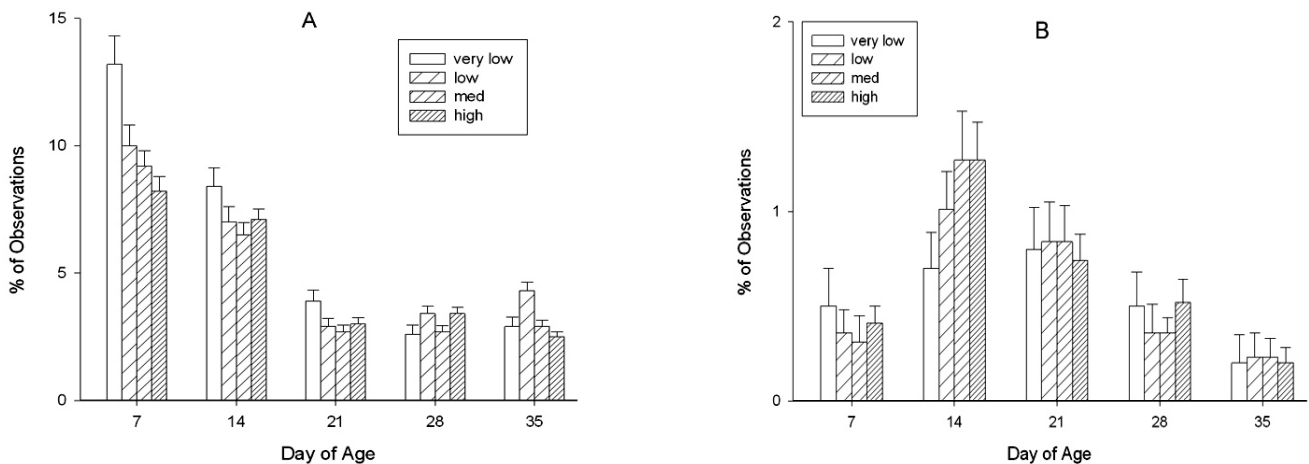 A
15
10
5
0
% of Observations
very low
low
med
high
7 14 21 28 35
Day of Age
B
2
1
0
% of Observations
very low
low
med
high
7 14 21 28 35
Day of Age